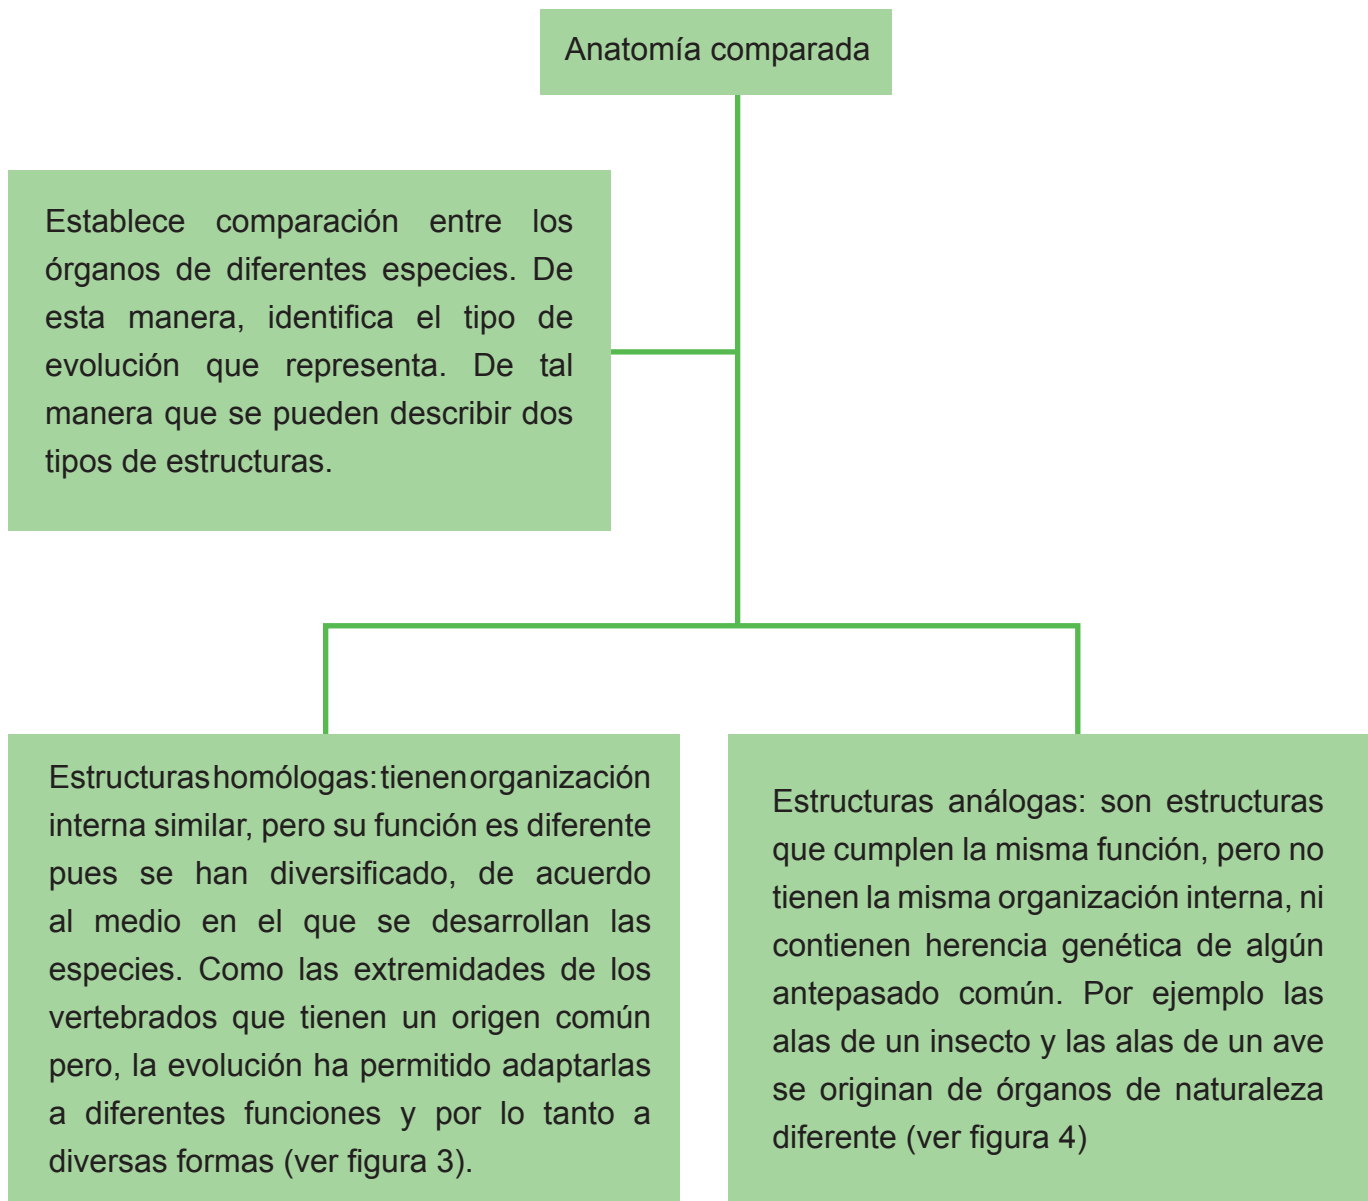 Anatomía comparada
Establece comparación entre los
órganos de diferentes especies. De
esta manera, identifica el tipo de
evolución que representa. De tal
manera que se pueden describir dos
tipos de estructuras.
Estructuras homólogas: tienen organización
interna similar, pero su función es diferente
pues se han diversificado, de acuerdo
al medio en el que se desarrollan las
especies. Como las extremidades de los
vertebrados que tienen un origen común
pero, la evolución ha permitido adaptarlas
a diferentes funciones y por lo tanto a
diversas formas (ver figura 3).
Estructuras análogas: son estructuras
que cumplen la misma función, pero no
tienen la misma organización interna, ni
contienen herencia genética de algún
antepasado común. Por ejemplo las
alas de un insecto y las alas de un ave
se originan de órganos de naturaleza
diferente (ver figura 4)